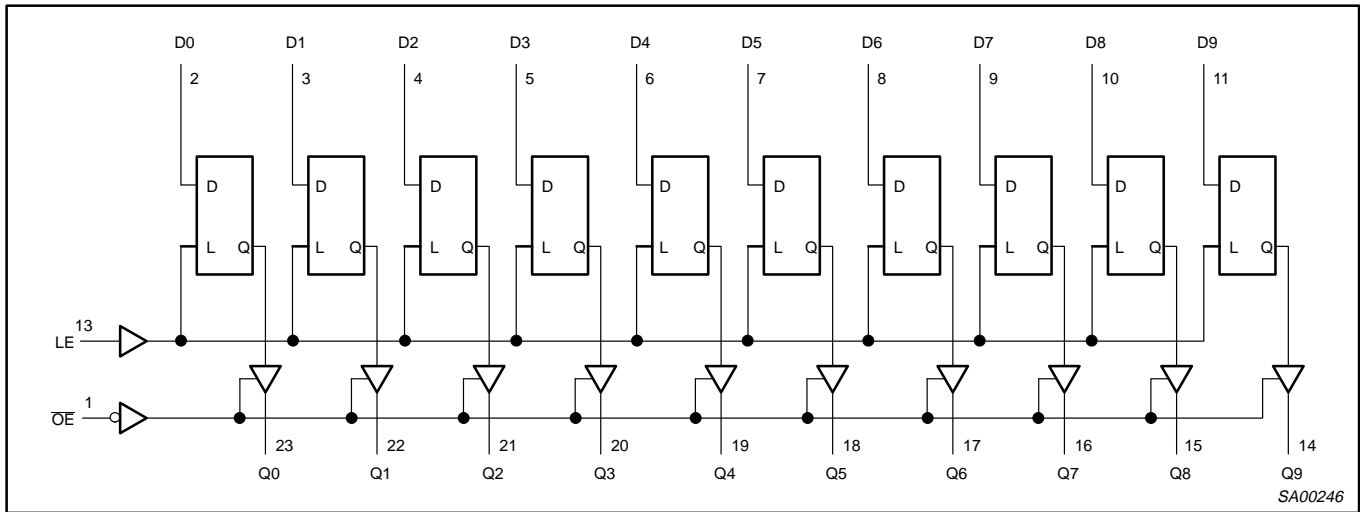 D0 D1 D2 D3 D4 D5 D6 D7 D8 D9
2 3 4 5 6 7 8 9 10 11
D D D D D D D D D D
L Q L Q L Q L Q L Q L Q L Q L Q L Q L Q
13
LE
1
OE
23 22 21 20 19 18 17 16 15 14
Q0 Q1 Q2 Q3 Q4 Q5 Q6 Q7 Q8 Q9
SA00246